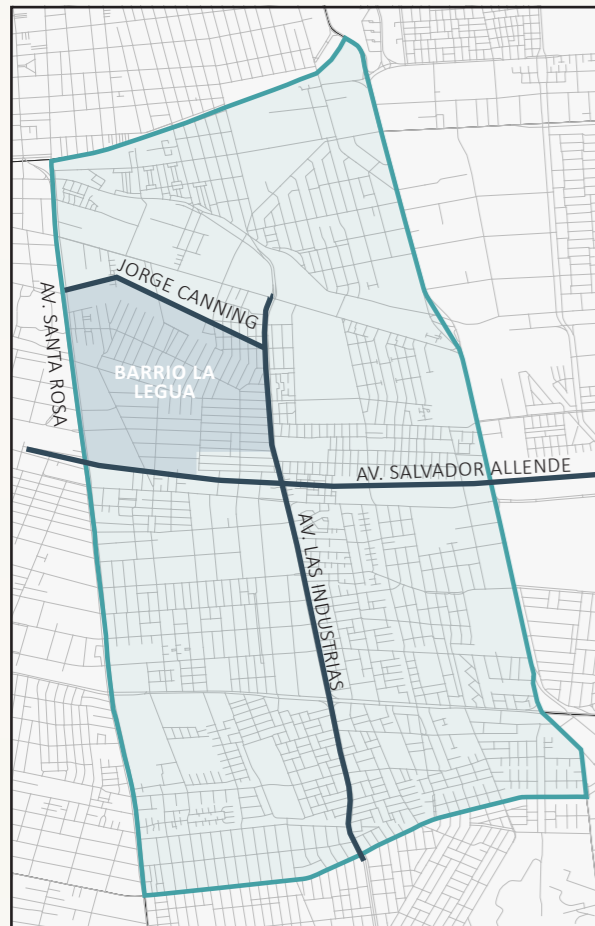 JORGE CANNING
AV. SANTA ROSA
BARRIO LA
LEGUA
AV. SALVADOR ALLENDE
AV. LAS INDUSTRIAS